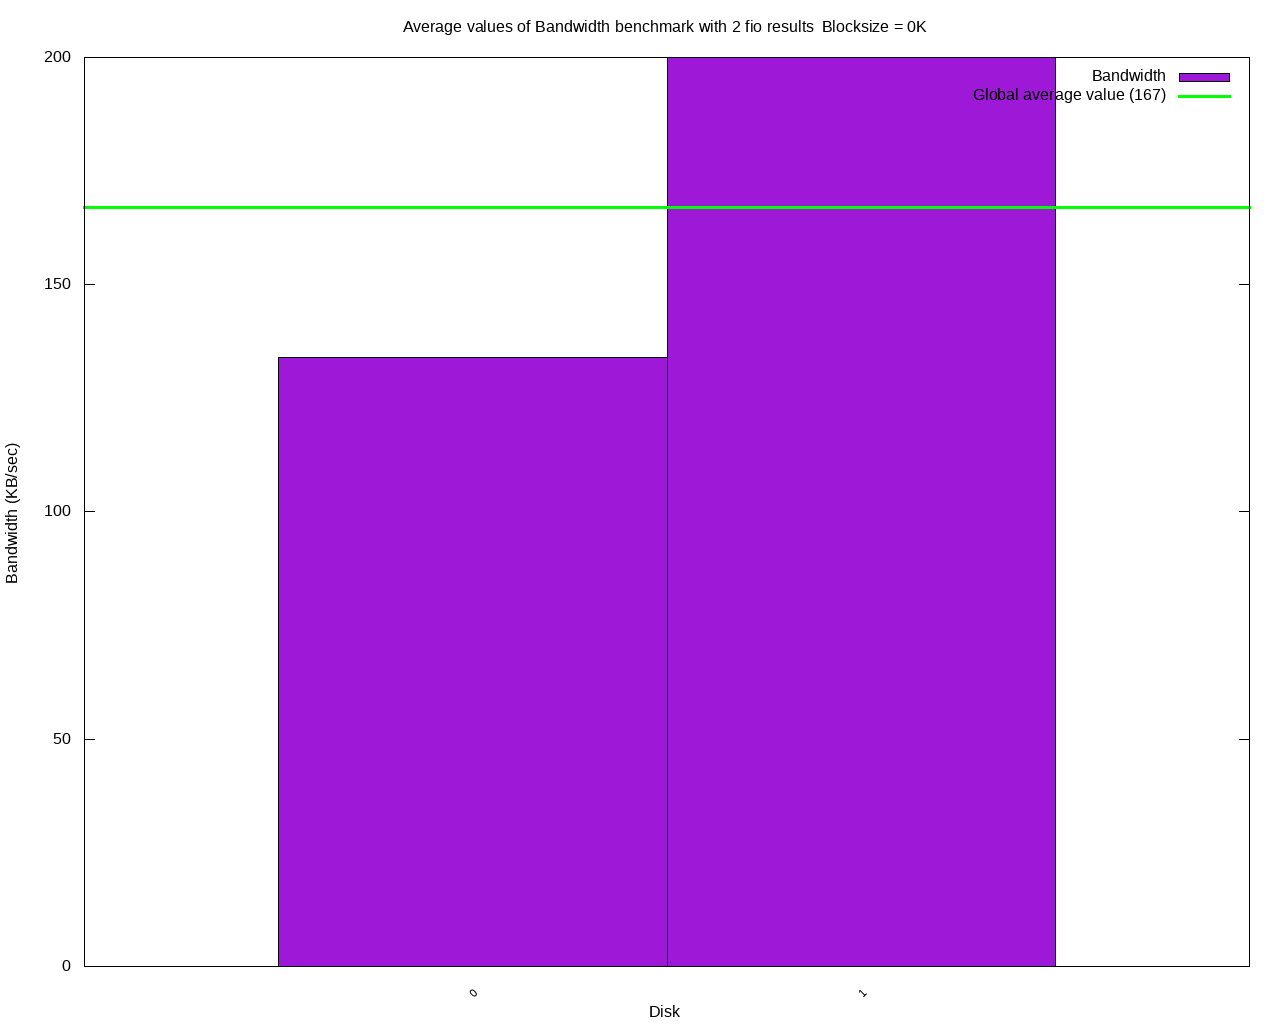 Average values of Bandwidth benchmark with 2 fio results  Blocksize = 0K
200
150
100
50
0
Bandwidth
Global average value (167)
Bandwidth (KB/sec)
0
1
Disk